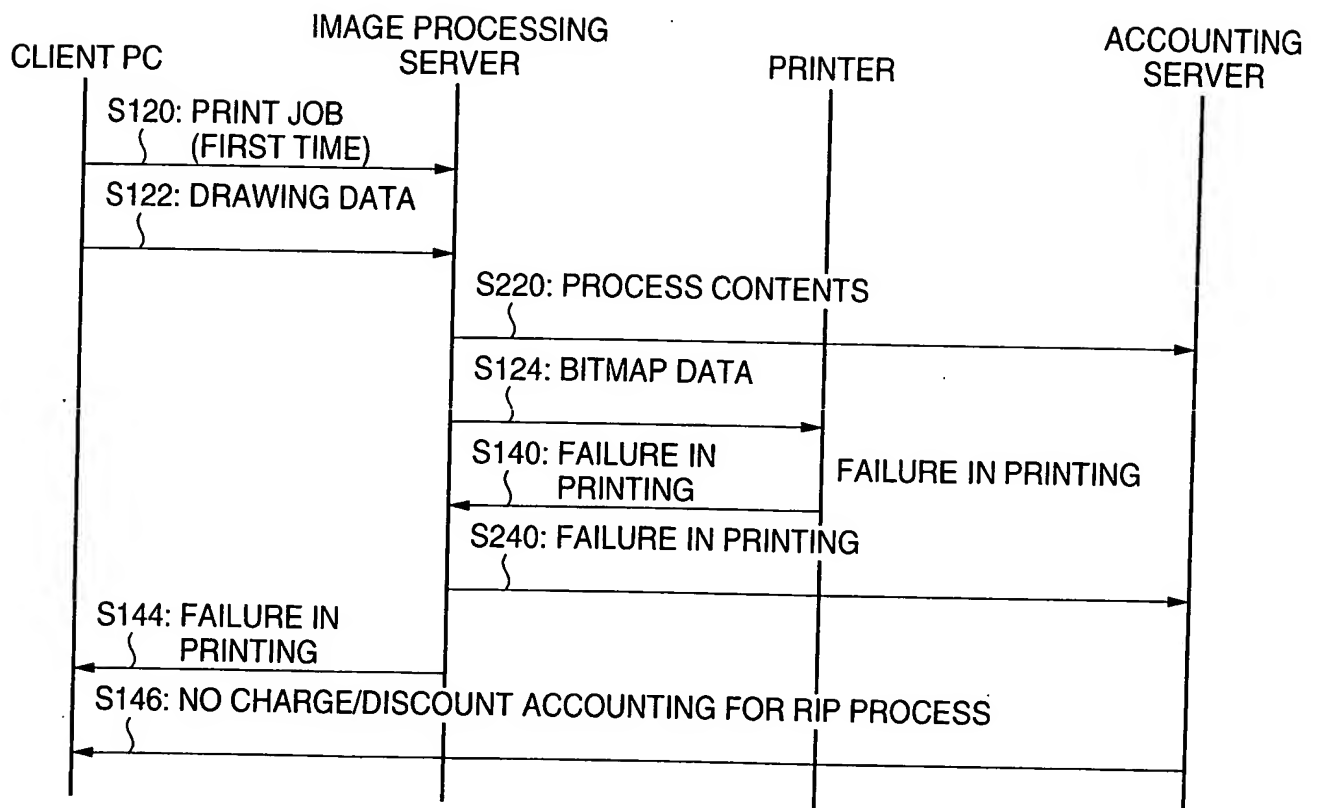 CLIENT PC
IMAGE PROCESSING
SERVER
PRINTER
ACCOUNTING
SERVER
S120: PRINT JOB
(FIRST TIME)
S122: DRAWING DATA
S220: PROCESS CONTENTS
S124: BITMAP DATA
S140: FAILURE IN
PRINTING
FAILURE IN PRINTING
S240: FAILURE IN PRINTING
S144: FAILURE IN
PRINTING
S146: NO CHARGE/DISCOUNT ACCOUNTING FOR RIP PROCESS